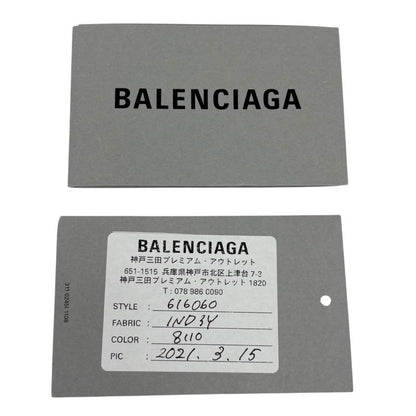 BALENCIAGA
BALENCIAGA
神戸三田プレミアム・アウトレット
651-1515 兵庫県神戸市北区上津台 7-3
神戸三田プレミアム・アウトレット 1820
T : 078 986 0090
STYLE : 616060
FABRIC : IND3Y
COLOR : 8110
PIC : 2021. 3. 15